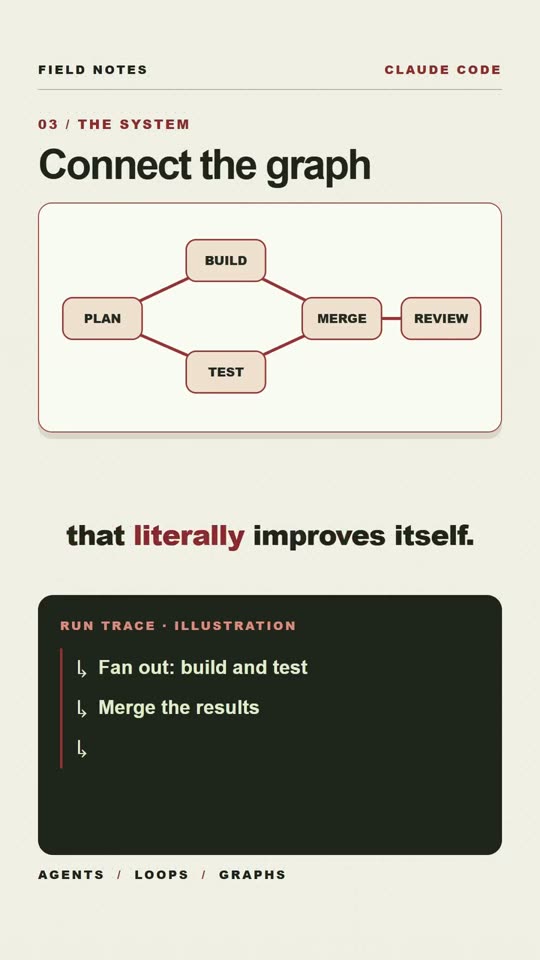 FIELD NOTES
CLAUDE CODE
03 / THE SYSTEM
Connect the graph
BUILD
PLAN
MERGE
REVIEW
TEST
that literally improves itself.
RUN TRACE · ILLUSTRATION
↳ Fan out: build and test
↳ Merge the results
↳
AGENTS / LOOPS / GRAPHS